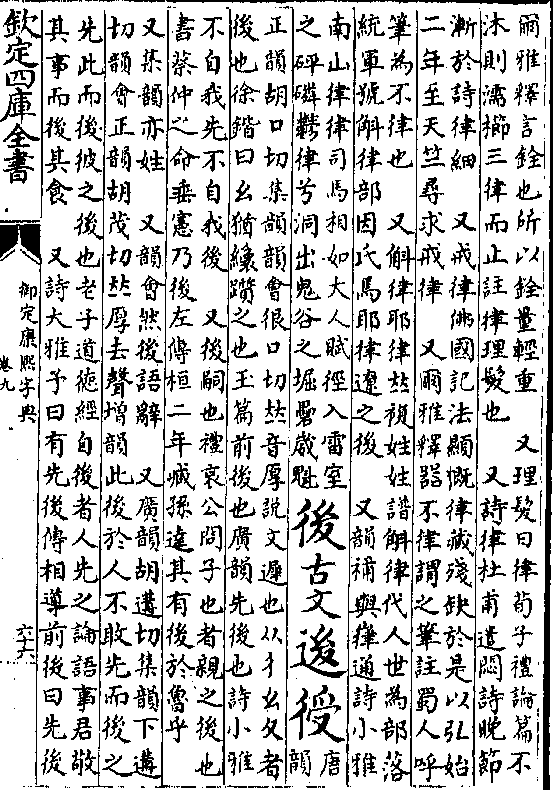 爾雅釋言銓也所以銓量輕重　又理髮曰律荀子禮論篇不
沐則濡櫛三律而止註律理髮也　又詩律杜甫遣悶詩晚節
漸於詩律細　又戒律佛國記法顯慨律藏殘缺於是以弘始
二年至天竺尋求戒律　又爾雅釋器不律謂之筆註蜀人呼
筆為不律也　又斛律耶律𠀤複姓姓譜斛律代人世為部落
統軍號斛律部因氏焉耶律遼之後　又韻補與嵂通詩小雅
南山律律司馬相如大人賦徑入雷室
之砰磷鬱律兮洞出鬼谷之堀礨崴魁
後古文
唐
韻
正韻胡口切集韻韻會很口切𠀤音厚說文遲也从彳幺夊者
後也徐鍇曰幺猶躓之也玉篇前後也廣韻先後也詩小雅
不自我先不自我後　又後嗣也禮哀公問子也者親之後也
書蔡仲之命垂憲乃後左傳桓二年臧孫達其有後於魯乎
又集韻亦姓　又韻會然後語辭　又廣韻胡遘切集韻下遘
切韻會正韻胡茂切𠀤厚去聲增韻此後於人不敢先而後之
先此而後彼之後也老子道德經自後者人先之論語事君敬
其事而後其食　又詩大雅予曰有先後傳相導前後曰先後
欽定四庫全書
御定康熙字典
卷九
六十六